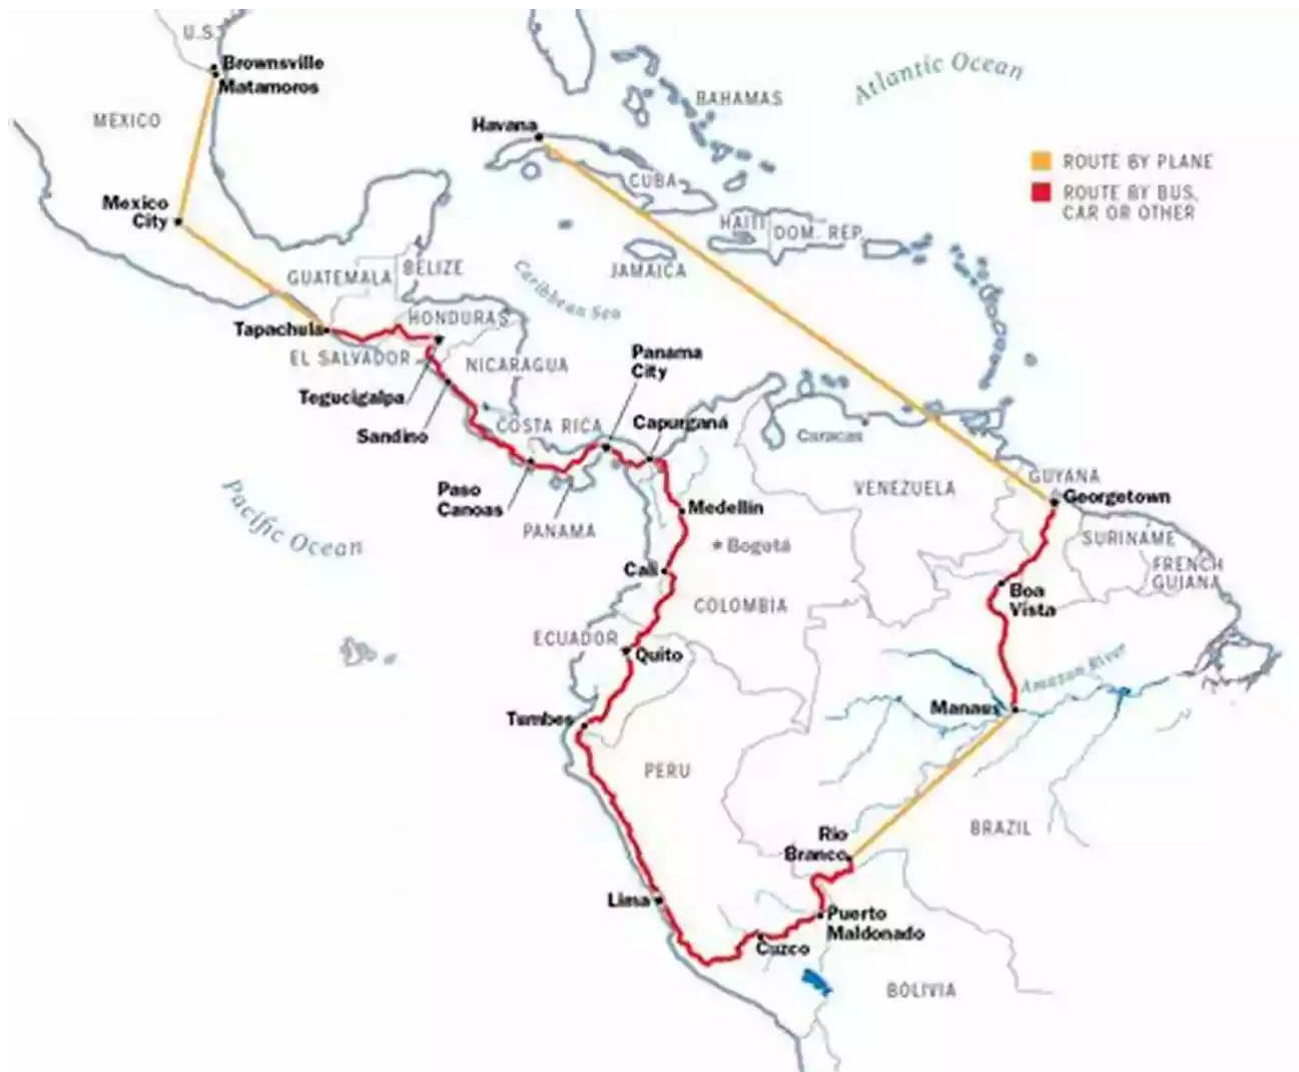 U.S.
Brownsville
Matamoros
Atlantic Ocean
BAHAMAS
MEXICO
Havana
ROUTE BY PLANE
ROUTE BY BUS,
CAR OR OTHER
CUBA
Mexico
City
HAITI
DOM. REP.
JAMAICA
GUATEMALA
BELIZE
Caribbean Sea
Tapachula
HONDURAS
EL SALVADOR
NICARAGUA
Panama
City
Tegucigalpa
Sandino
COSTA RICA
Capurganá
Caracas
Paso
Canoas
PANAMA
Medellín
VENEZUELA
GUYANA
Georgetown
Pacific Ocean
Bogotá
SURINAME
FRENCH
GUIANA
Cali
COLOMBIA
Boa
Vista
ECUADOR
Quito
Amazon River
Tumbes
Manaus
PERU
BRAZIL
Rio
Branco
Lima
Puerto
Maldonado
Cuzco
BOLIVIA